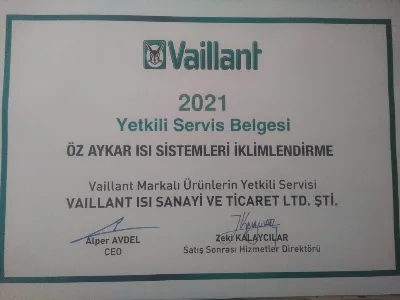 Vaillant
2021
Yetkili Servis Belgesi
ÖZ AYKAR ISI SİSTEMLERİ İKLİMLENDİRME
Vaillant Markalı Ürünlerin Yetkili Servisi
VAILLANT ISI SANAYİ VE TİCARET LTD. ŞTİ.
Alper AVDEL
CEO
Zeki KALAYCILAR
Satış Sonrası Hizmetler Direktörü